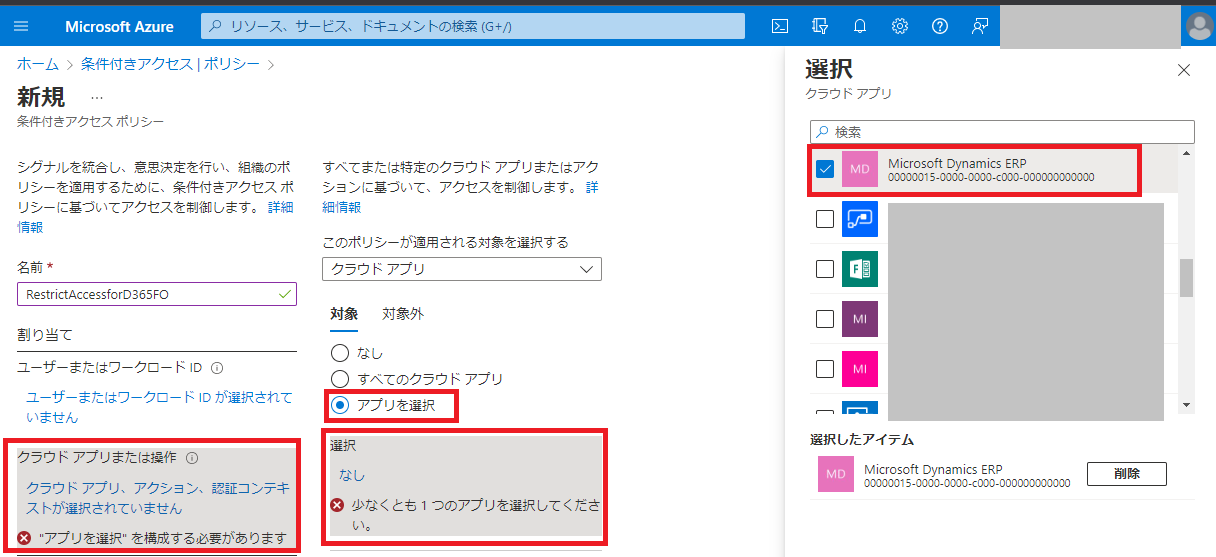 Microsoft Azure
リソース、サービス、ドキュメントの検索 (G+/)
ホーム > 条件付きアクセス | ポリシー >
新規 …
条件付きアクセス ポリシー
シグナルを統合し、意思決定を行い、組織のポ
リシーを適用するために、条件付きアクセス ポ
リシーに基づいてアクセスを制御します。 詳細
情報
名前 *
RestrictAccessforD365FO
割り当て
ユーザーまたはワークロード ID
ユーザーまたはワークロード ID が選択されて
いません
クラウド アプリまたは操作
クラウド アプリ、アクション、認証コンテキ
ストが選択されていません
"アプリを選択" を構成する必要があります
すべてまたは特定のクラウド アプリまたはアク
ションに基づいて、アクセスを制御します。 詳
細情報
このポリシーが適用される対象を選択する
クラウド アプリ
対象 対象外
なし
すべてのクラウド アプリ
アプリを選択
選択
なし
少なくとも 1 つのアプリを選択してくださ
い。
選択
クラウド アプリ
検索
MD Microsoft Dynamics ERP
00000015-0000-0000-c000-000000000000
MI
MI
選択したアイテム
MD Microsoft Dynamics ERP
00000015-0000-0000-c000-000000000000
削除